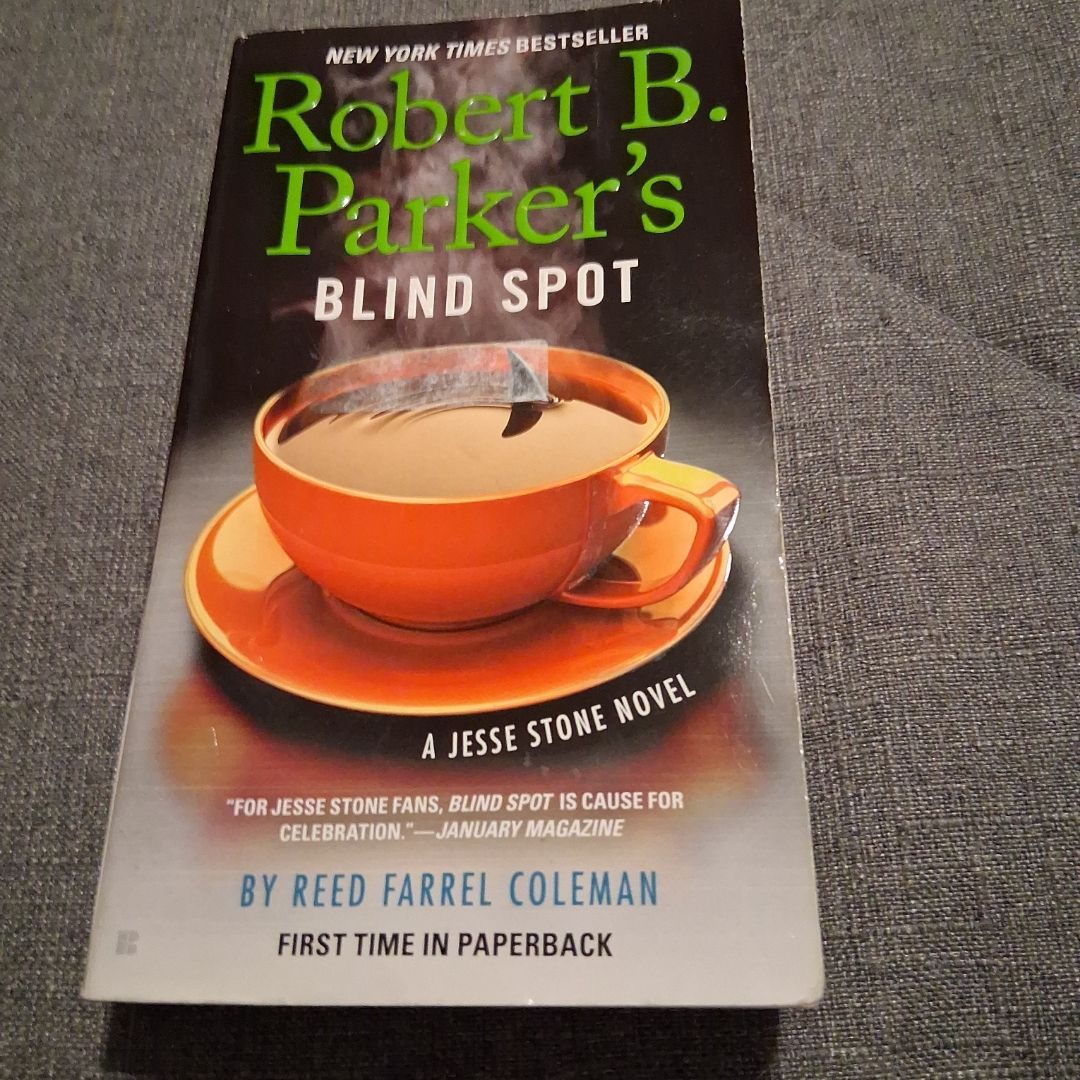 NEW YORK TIMES BESTSELLER
Robert B.
Parker's
BLIND SPOT
A JESSE STONE NOVEL
"FOR JESSE STONE FANS, BLIND SPOT IS CAUSE FOR
CELEBRATION."—JANUARY MAGAZINE
BY REED FARREL COLEMAN
B
FIRST TIME IN PAPERBACK